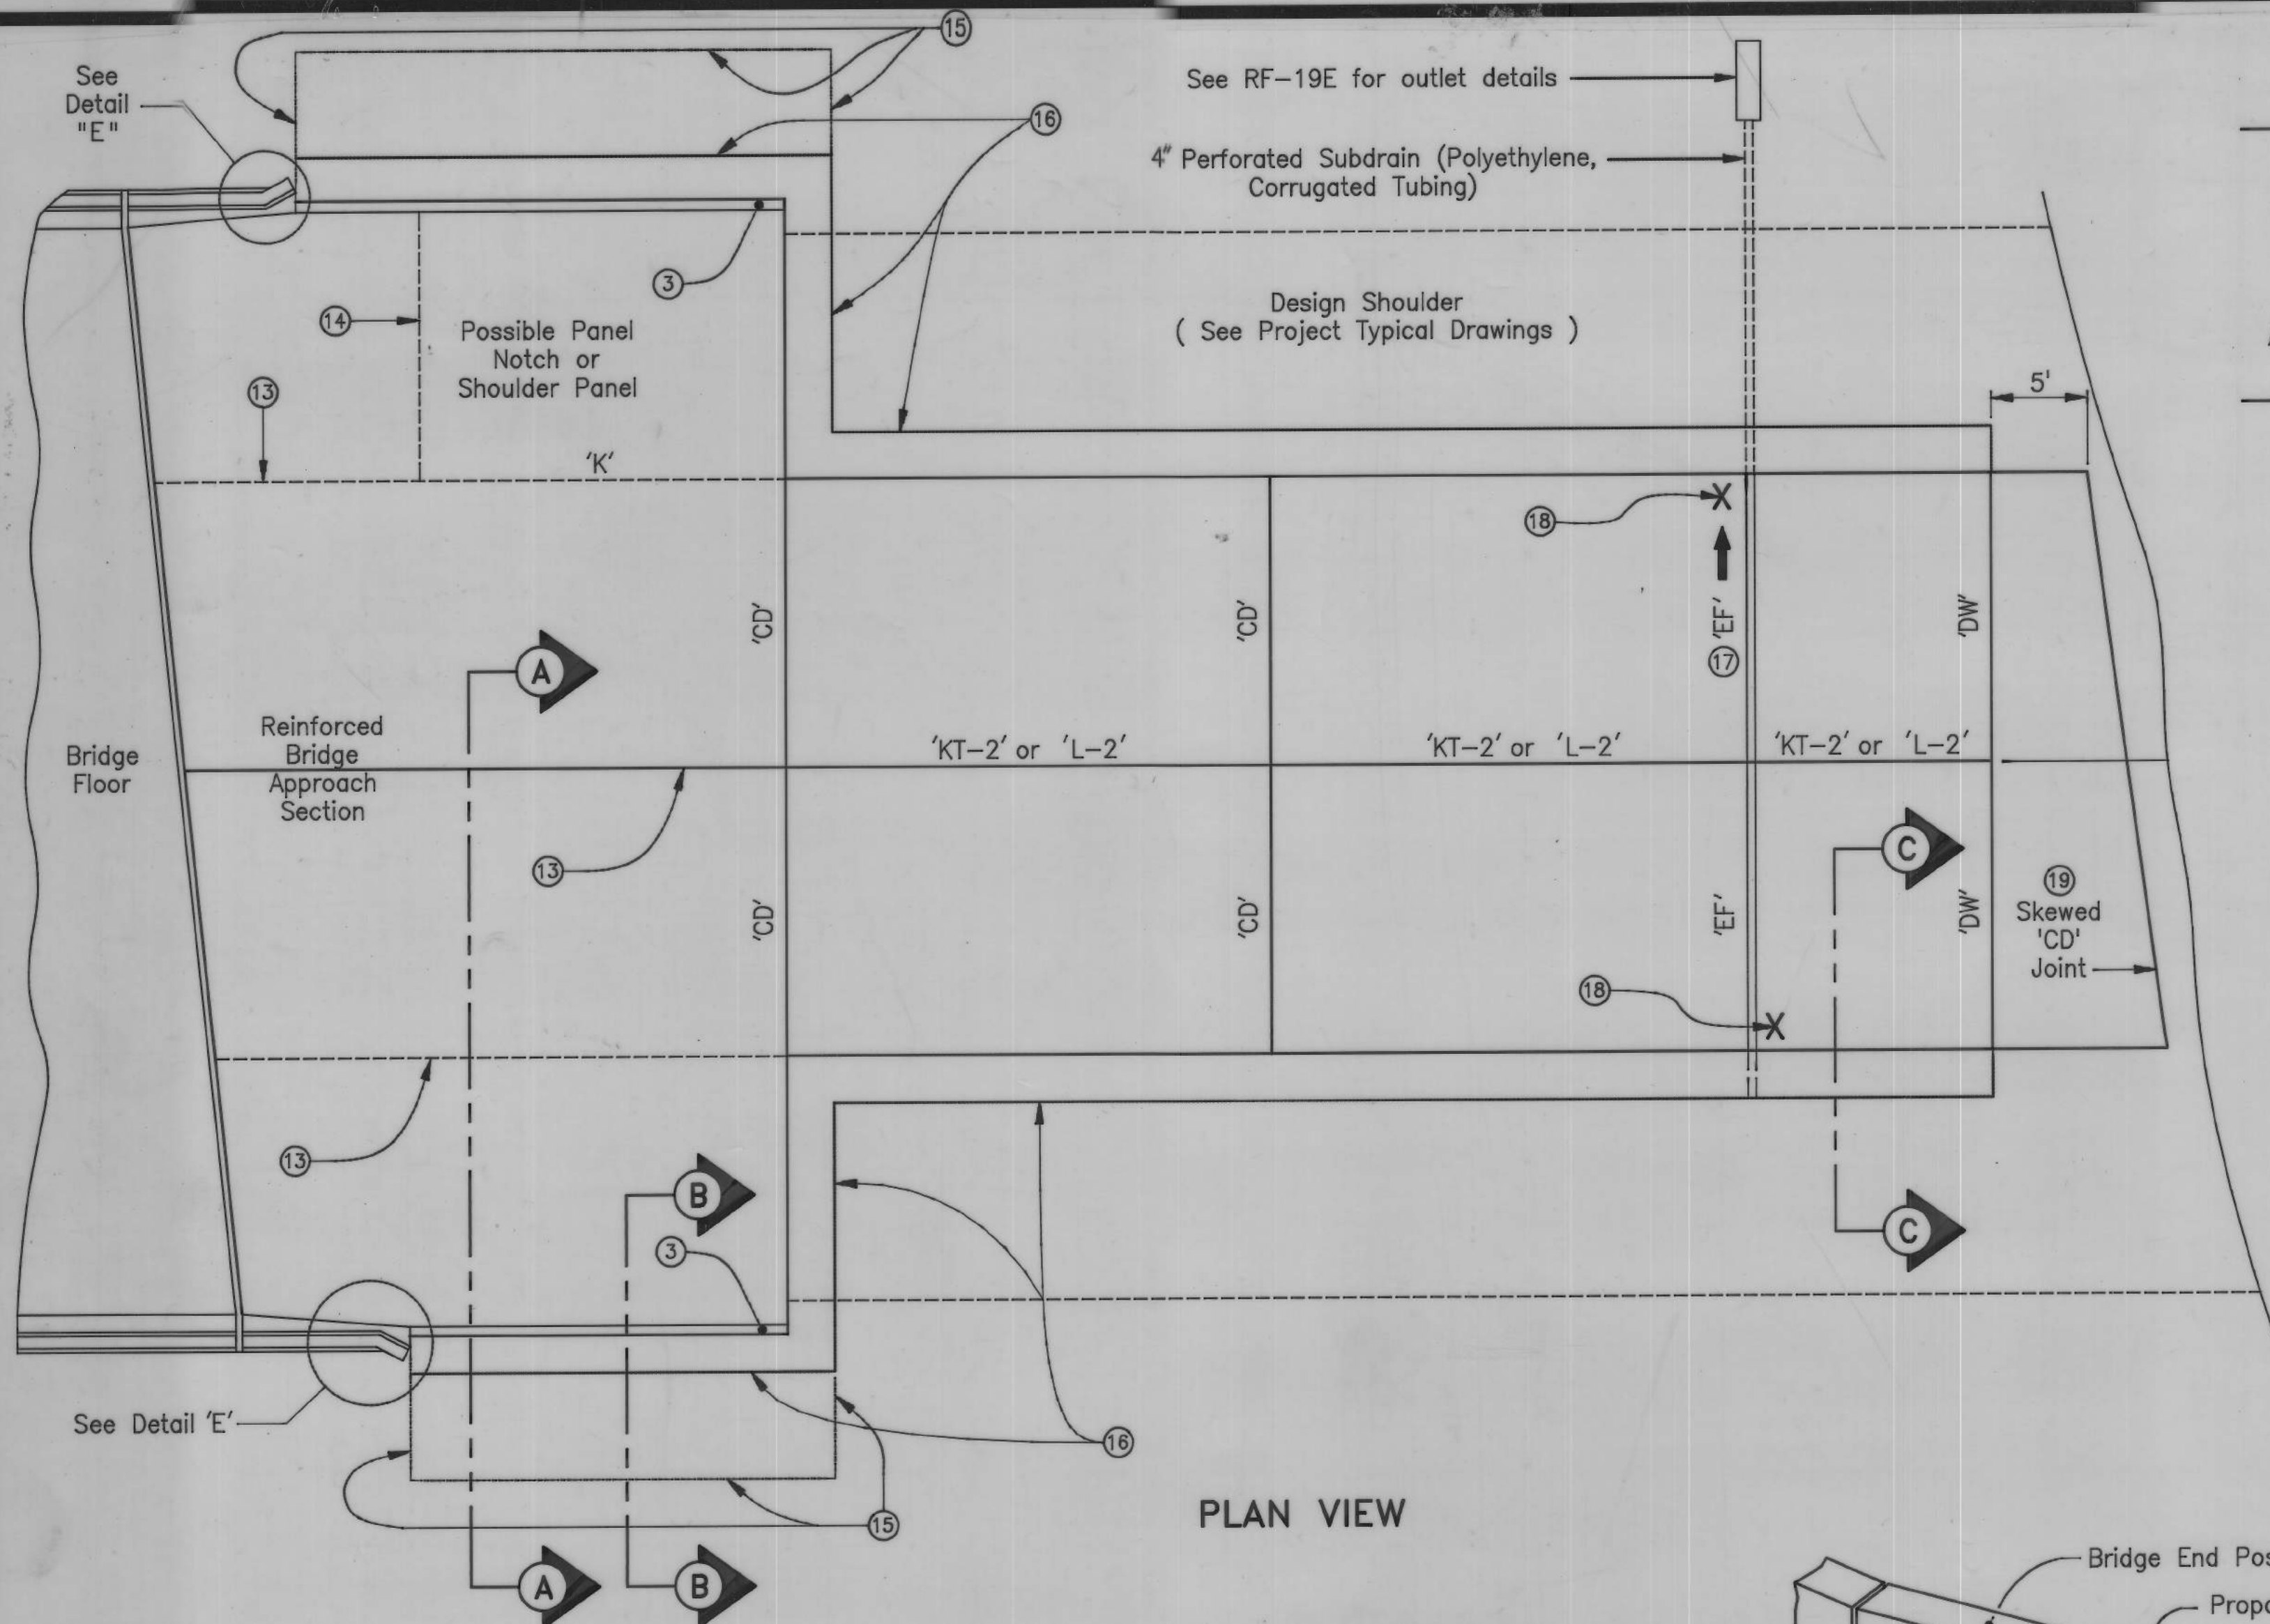 15
See
Detail
"E"
See RF-19E for outlet details
16
4" Perforated Subdrain (Polyethylene,
Corrugated Tubing)
3
14
Possible Panel
Notch or
Shoulder Panel
Design Shoulder
( See Project Typical Drawings )
13
5'
'K'
18
'CD'
'CD'
'EF'
17
'DW'
A
Reinforced
Bridge
Approach
Section
Bridge
Floor
'KT-2' or 'L-2'
'KT-2' or 'L-2'
'KT-2' or 'L-2'
13
C
19
Skewed
'CD'
Joint
'CD'
'CD'
'EF'
'DW'
18
13
B
3
C
See Detail 'E'
16
15
PLAN VIEW
A
B
Bridge End